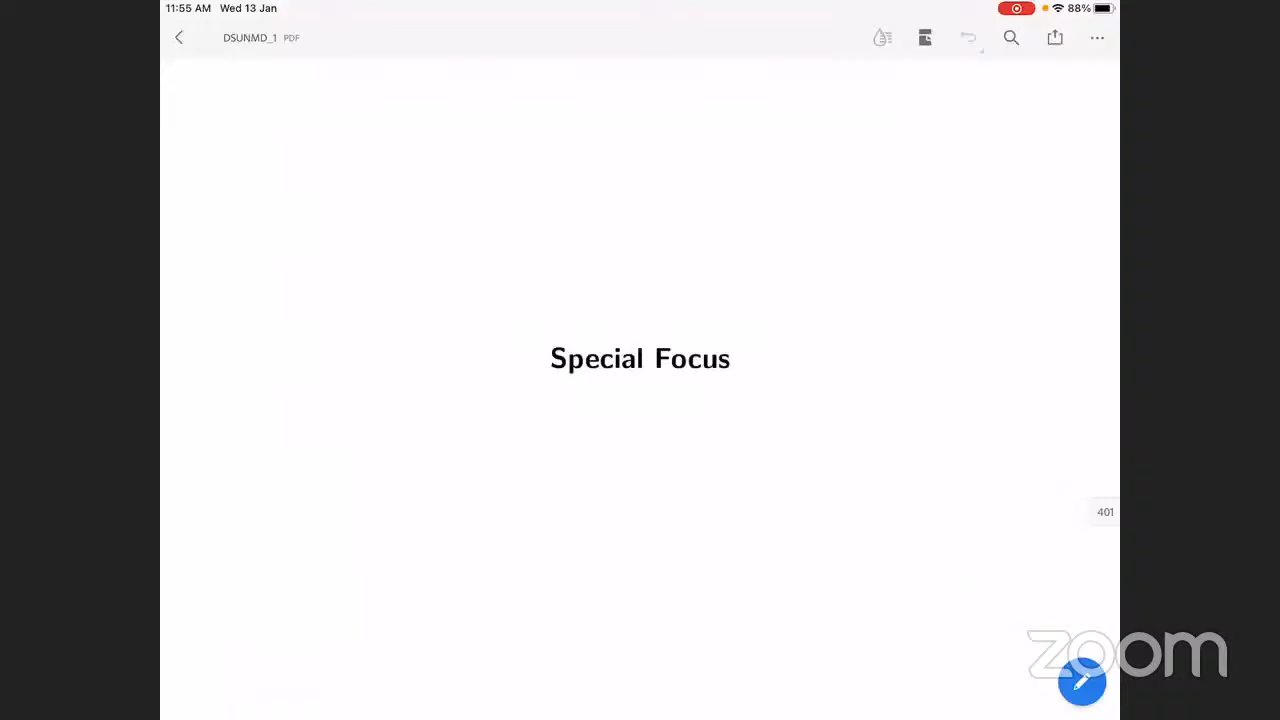 11:55 AM Wed 13 Jan
88%
DSUNMD_1 PDF
Special Focus
401
zoom